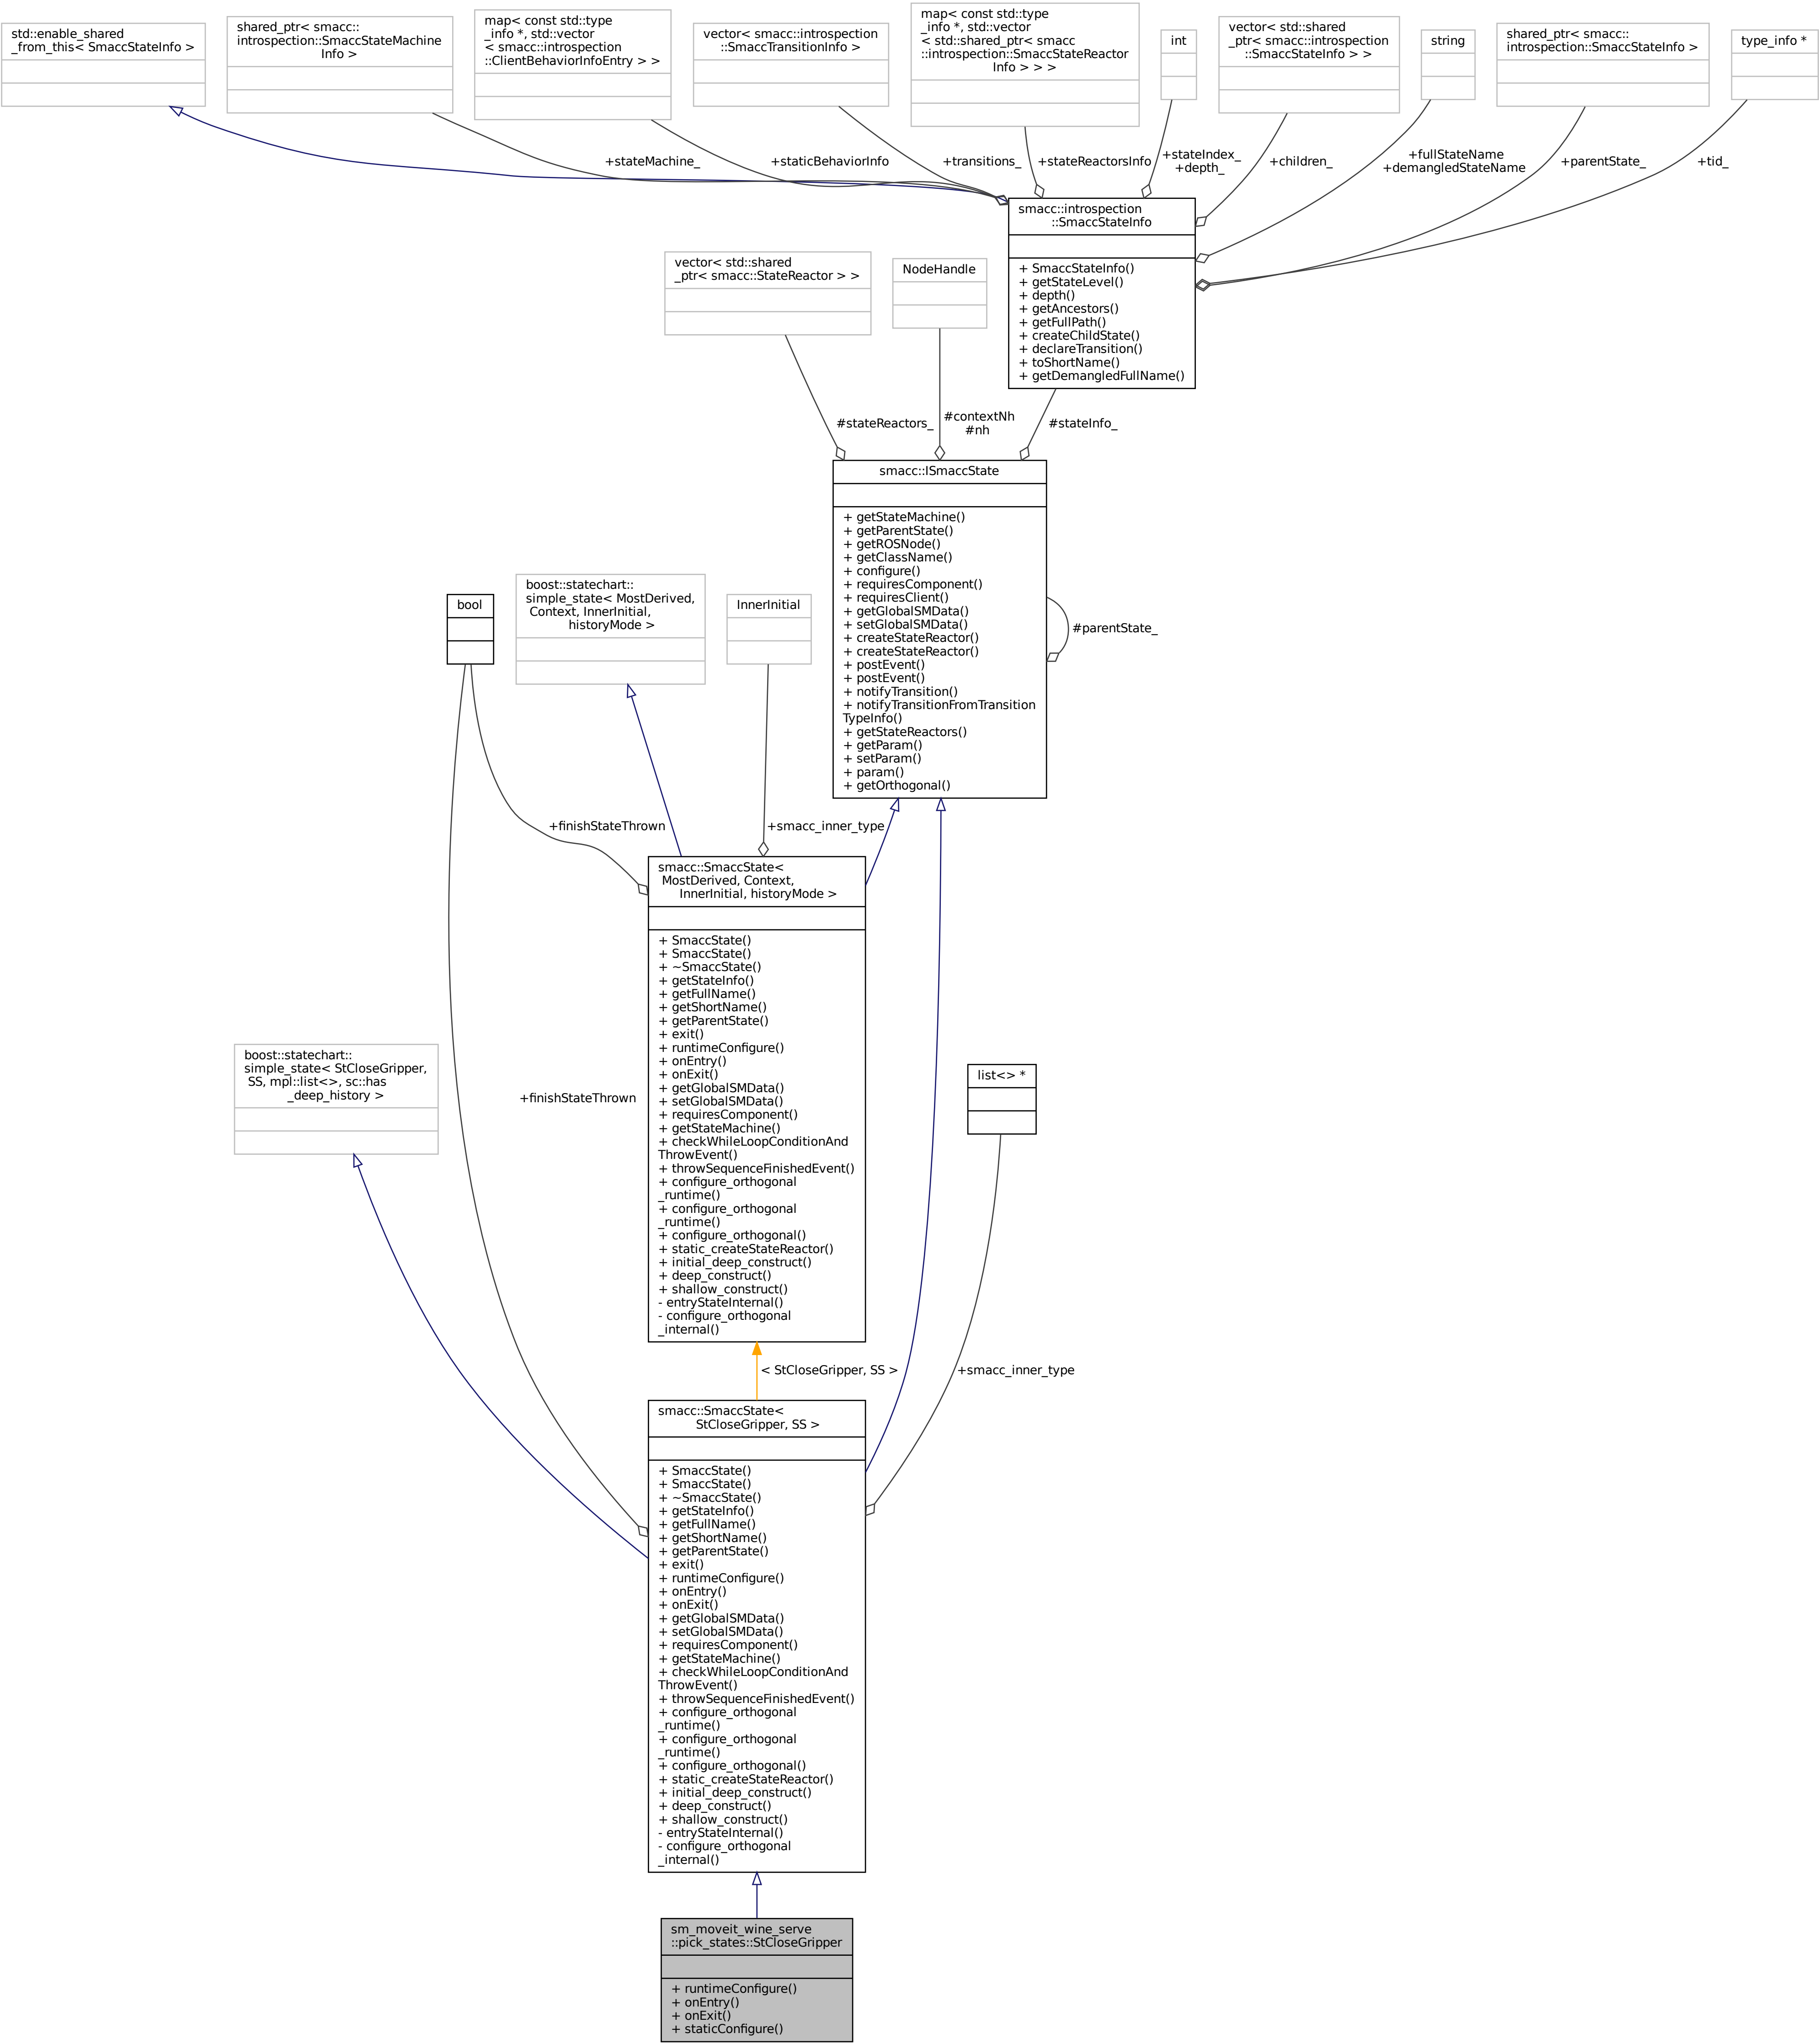 std::enable_shared
_from_this< SmaccStateInfo >
shared_ptr< smacc::
introspection::SmaccStateMachine
Info >
map< const std::type
_info *, std::vector
< smacc::introspection
::ClientBehaviorInfoEntry > >
vector< smacc::introspection
::SmaccTransitionInfo >
map< const std::type
_info *, std::vector
< std::shared_ptr< smacc
::introspection::SmaccStateReactor
Info > > >
int
vector< std::shared
_ptr< smacc::introspection
::SmaccStateInfo > >
string
shared_ptr< smacc::
introspection::SmaccStateInfo >
type_info *
+stateMachine_
+staticBehaviorInfo
+transitions_
+stateReactorsInfo
+stateIndex_
+depth_
+children_
+fullStateName
+demangledStateName
+parentState_
+tid_
smacc::introspection
::SmaccStateInfo
+ SmaccStateInfo()
+ getStateLevel()
+ depth()
+ getAncestors()
+ getFullPath()
+ createChildState()
+ declareTransition()
+ toShortName()
+ getDemangledFullName()
vector< std::shared
_ptr< smacc::StateReactor > >
NodeHandle
#stateReactors_
#contextNh
#nh
#stateInfo_
smacc::ISmaccState
+ getStateMachine()
+ getParentState()
+ getROSNode()
+ getClassName()
+ configure()
+ requiresComponent()
+ requiresClient()
+ getGlobalSMData()
+ setGlobalSMData()
+ createStateReactor()
+ createStateReactor()
+ postEvent()
+ postEvent()
+ notifyTransition()
+ notifyTransitionFromTransition
TypeInfo()
+ getStateReactors()
+ getParam()
+ setParam()
+ param()
+ getOrthogonal()
#parentState_
bool
boost::statechart::
simple_state< MostDerived,
Context, InnerInitial,
historyMode >
InnerInitial
+finishStateThrown
+smacc_inner_type
smacc::SmaccState<
MostDerived, Context,
InnerInitial, historyMode >
+ SmaccState()
+ SmaccState()
+ ~SmaccState()
+ getStateInfo()
+ getFullName()
+ getShortName()
+ getParentState()
+ exit()
+ runtimeConfigure()
+ onEntry()
+ onExit()
+ getGlobalSMData()
+ setGlobalSMData()
+ requiresComponent()
+ getStateMachine()
+ checkWhileLoopConditionAnd
ThrowEvent()
+ throwSequenceFinishedEvent()
+ configure_orthogonal
_runtime()
+ configure_orthogonal
_runtime()
+ configure_orthogonal()
+ static_createStateReactor()
+ initial_deep_construct()
+ deep_construct()
+ shallow_construct()
- entryStateInternal()
- configure_orthogonal
_internal()
boost::statechart::
simple_state< StCloseGripper,
SS, mpl::list<>, sc::has
_deep_history >
+finishStateThrown
list<> *
< StCloseGripper, SS >
+smacc_inner_type
smacc::SmaccState<
StCloseGripper, SS >
+ SmaccState()
+ SmaccState()
+ ~SmaccState()
+ getStateInfo()
+ getFullName()
+ getShortName()
+ getParentState()
+ exit()
+ runtimeConfigure()
+ onEntry()
+ onExit()
+ getGlobalSMData()
+ setGlobalSMData()
+ requiresComponent()
+ getStateMachine()
+ checkWhileLoopConditionAnd
ThrowEvent()
+ throwSequenceFinishedEvent()
+ configure_orthogonal
_runtime()
+ configure_orthogonal
_runtime()
+ configure_orthogonal()
+ static_createStateReactor()
+ initial_deep_construct()
+ deep_construct()
+ shallow_construct()
- entryStateInternal()
- configure_orthogonal
_internal()
sm_moveit_wine_serve
::pick_states::StCloseGripper
+ runtimeConfigure()
+ onEntry()
+ onExit()
+ staticConfigure()